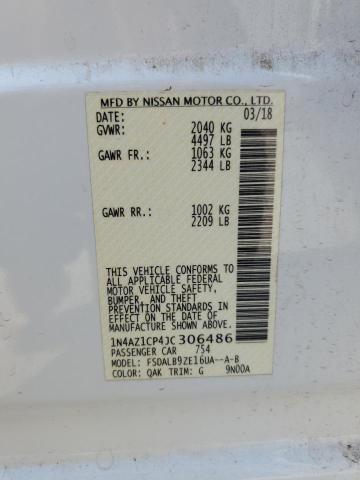 MFD BY NISSAN MOTOR CO., LTD.
DATE: 03/18
GVWR: 2040 KG
4497 LB
GAWR FR.: 1063 KG
2344 LB
GAWR RR.: 1002 KG
2209 LB
THIS VEHICLE CONFORMS TO
ALL APPLICABLE FEDERAL
MOTOR VEHICLE SAFETY,
BUMPER, AND THEFT
PREVENTION STANDARDS IN
EFFECT ON THE DATE OF
MANUFACTURE SHOWN ABOVE.
1N4AZ1CP4JC306486
PASSENGER CAR 754
MODEL: FSDALB9ZE16UA--A-B
COLOR: QAK TRIM: G 9N00A